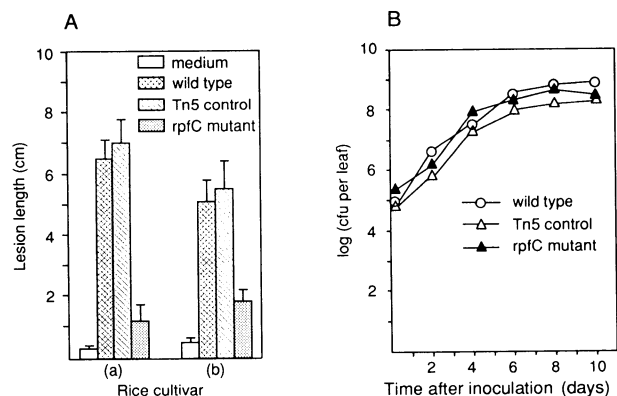 A
10
8
6
4
2
Lesion length (cm)
medium
wild type
Tn5 control
rpfC mutant
(a) (b)
Rice cultivar
B
10
8
6
4
2
log (cfu per leaf)
wild type
Tn5 control
rpfC mutant
2 4 6 8 10
Time after inoculation (days)